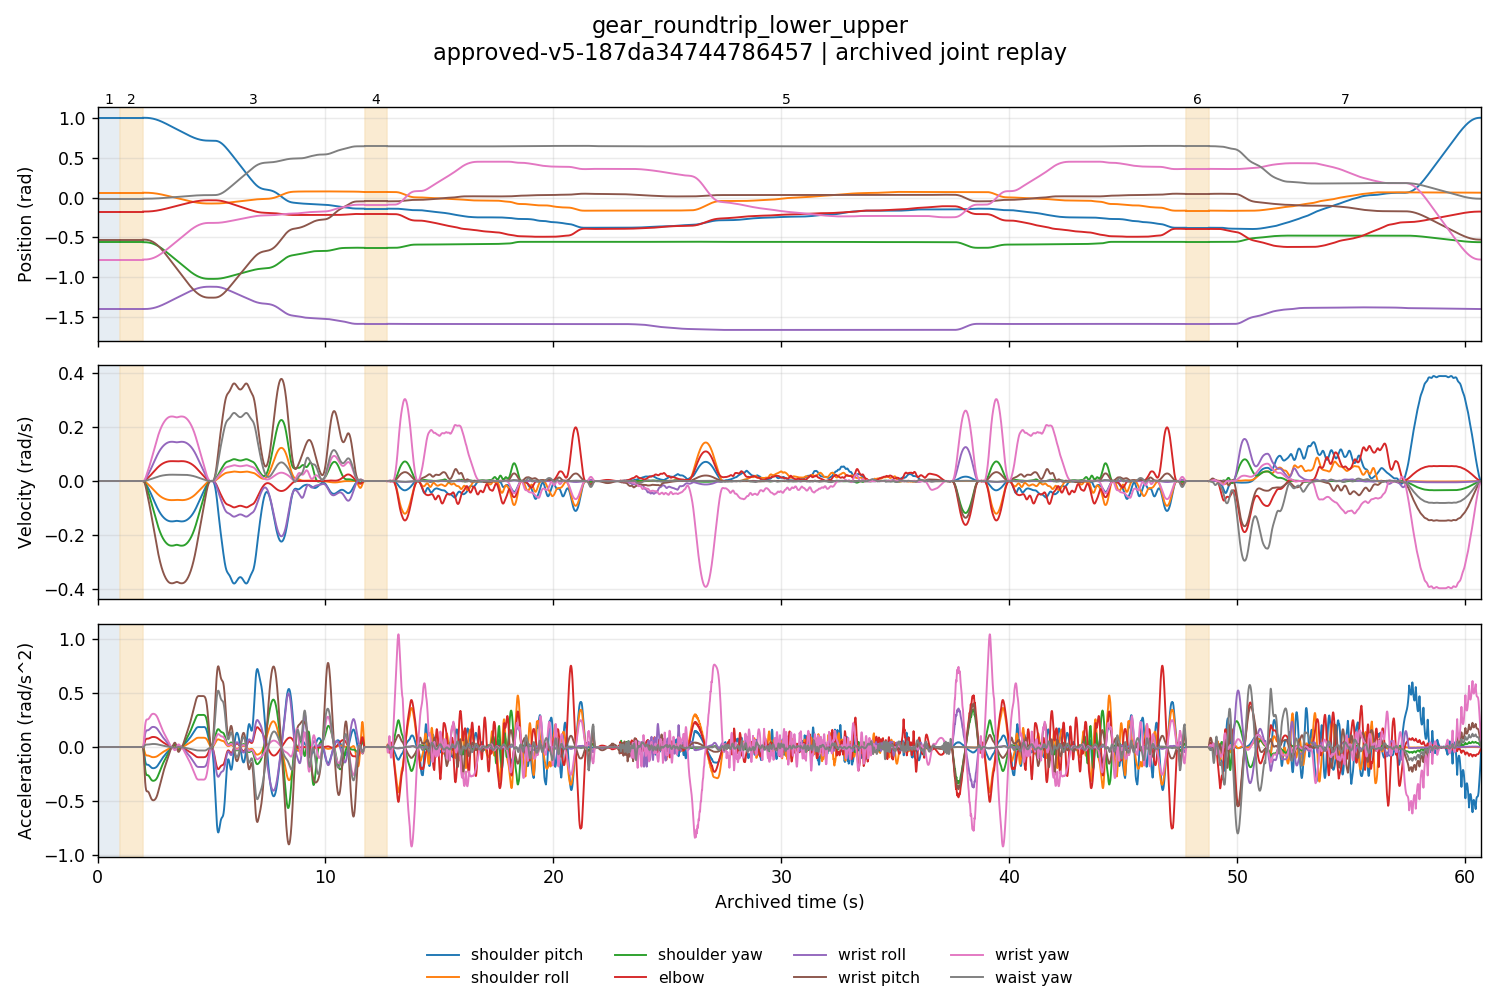 gear_roundtrip_lower_upper
approved-v5-187da34744786457 | archived joint replay
1 2 3 4 5 6 7
Position (rad)
1.0
0.5
0.0
−0.5
−1.0
−1.5
Velocity (rad/s)
0.4
0.2
0.0
−0.2
−0.4
Acceleration (rad/s^2)
1.0
0.5
0.0
−0.5
−1.0
0 10 20 30 40 50 60
Archived time (s)
shoulder pitch shoulder yaw wrist roll wrist yaw
shoulder roll elbow wrist pitch waist yaw